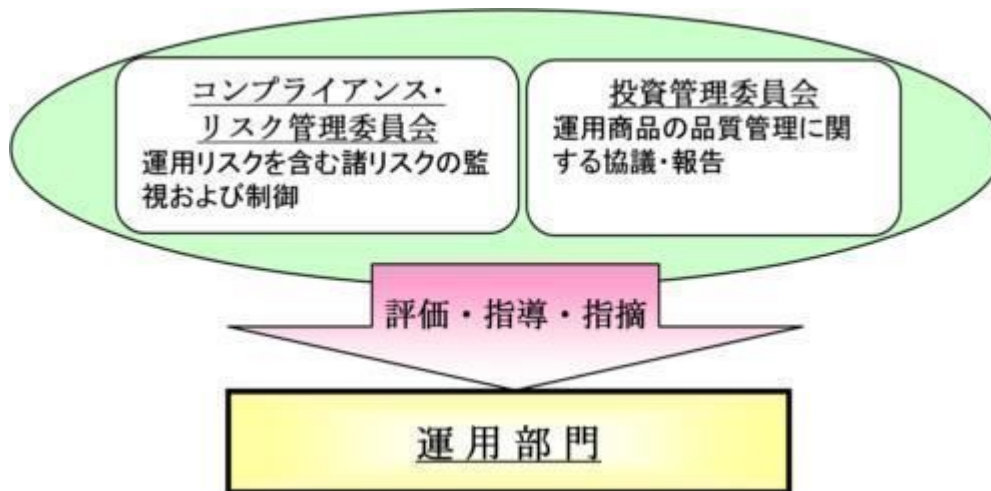 コンプライアンス・
リスク管理委員会
運用リスクを含む諸リスクの監
視および制御
投資管理委員会
運用商品の品質管理に関
する協議・報告
評価・指導・指摘
運用部門